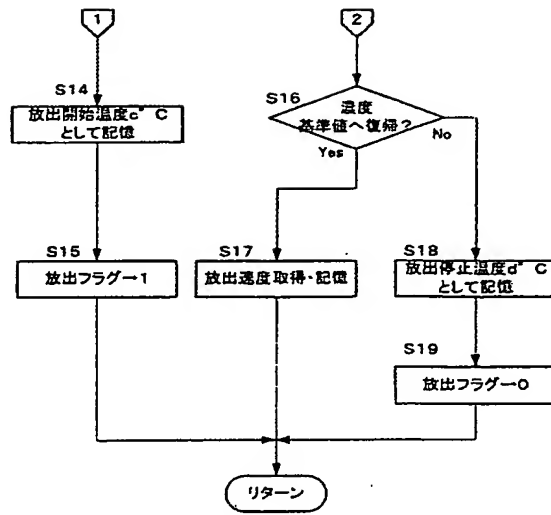 1
2
S14
放出開始温度c°C
として記憶
S16
温度
基準値へ復帰?
Yes
No
S15
放出フラグ→1
S17
放出速度取得・記憶
S18
放出停止温度d°C
として記憶
S19
放出フラグ→0
リターン